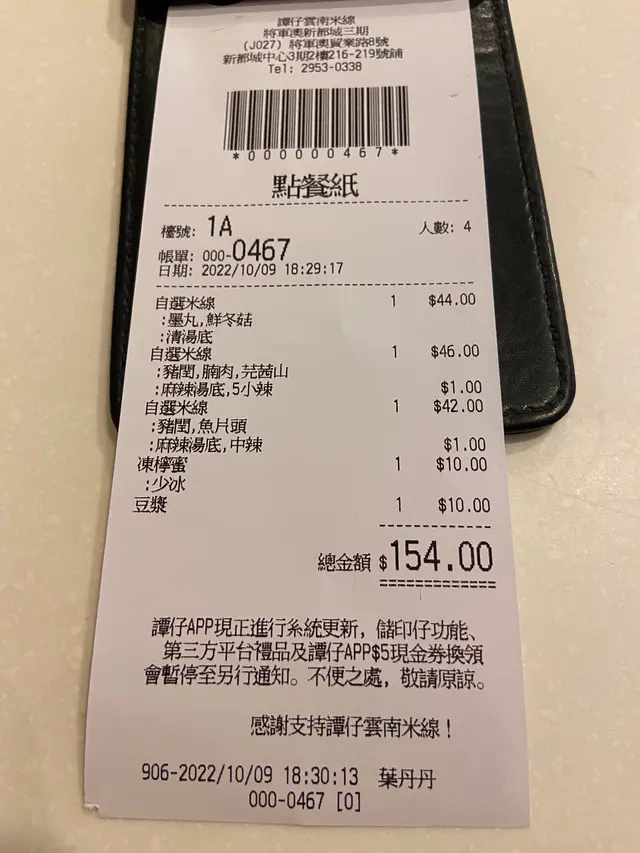 譚仔雲南米線
將軍澳新都城三期
(J027) 將軍澳貿業路8號
新都城中心3期2樓216-219號舖
Tel: 2953-0338
*000000467*
點餐紙
檯號: 1A 人數: 4
帳單: 000-0467
日期: 2022/10/09 18:29:17
自選米線 1 $44.00
:墨丸,鮮冬菇
:清湯底
自選米線 1 $46.00
:豬膶,腩肉,芫茜山
:麻辣湯底,5小辣 $1.00
自選米線 1 $42.00
:豬膶,魚片頭
:麻辣湯底,中辣 $1.00
凍檸蜜 1 $10.00
:少冰
豆漿 1 $10.00
總金額 $154.00
譚仔APP現正進行系統更新, 儲印仔功能、
第三方平台禮品及譚仔APP$5現金券換領
會暫停至另行通知。不便之處, 敬請原諒。
感謝支持譚仔雲南米線!
906-2022/10/09 18:30:13 葉丹丹
000-0467 [0]